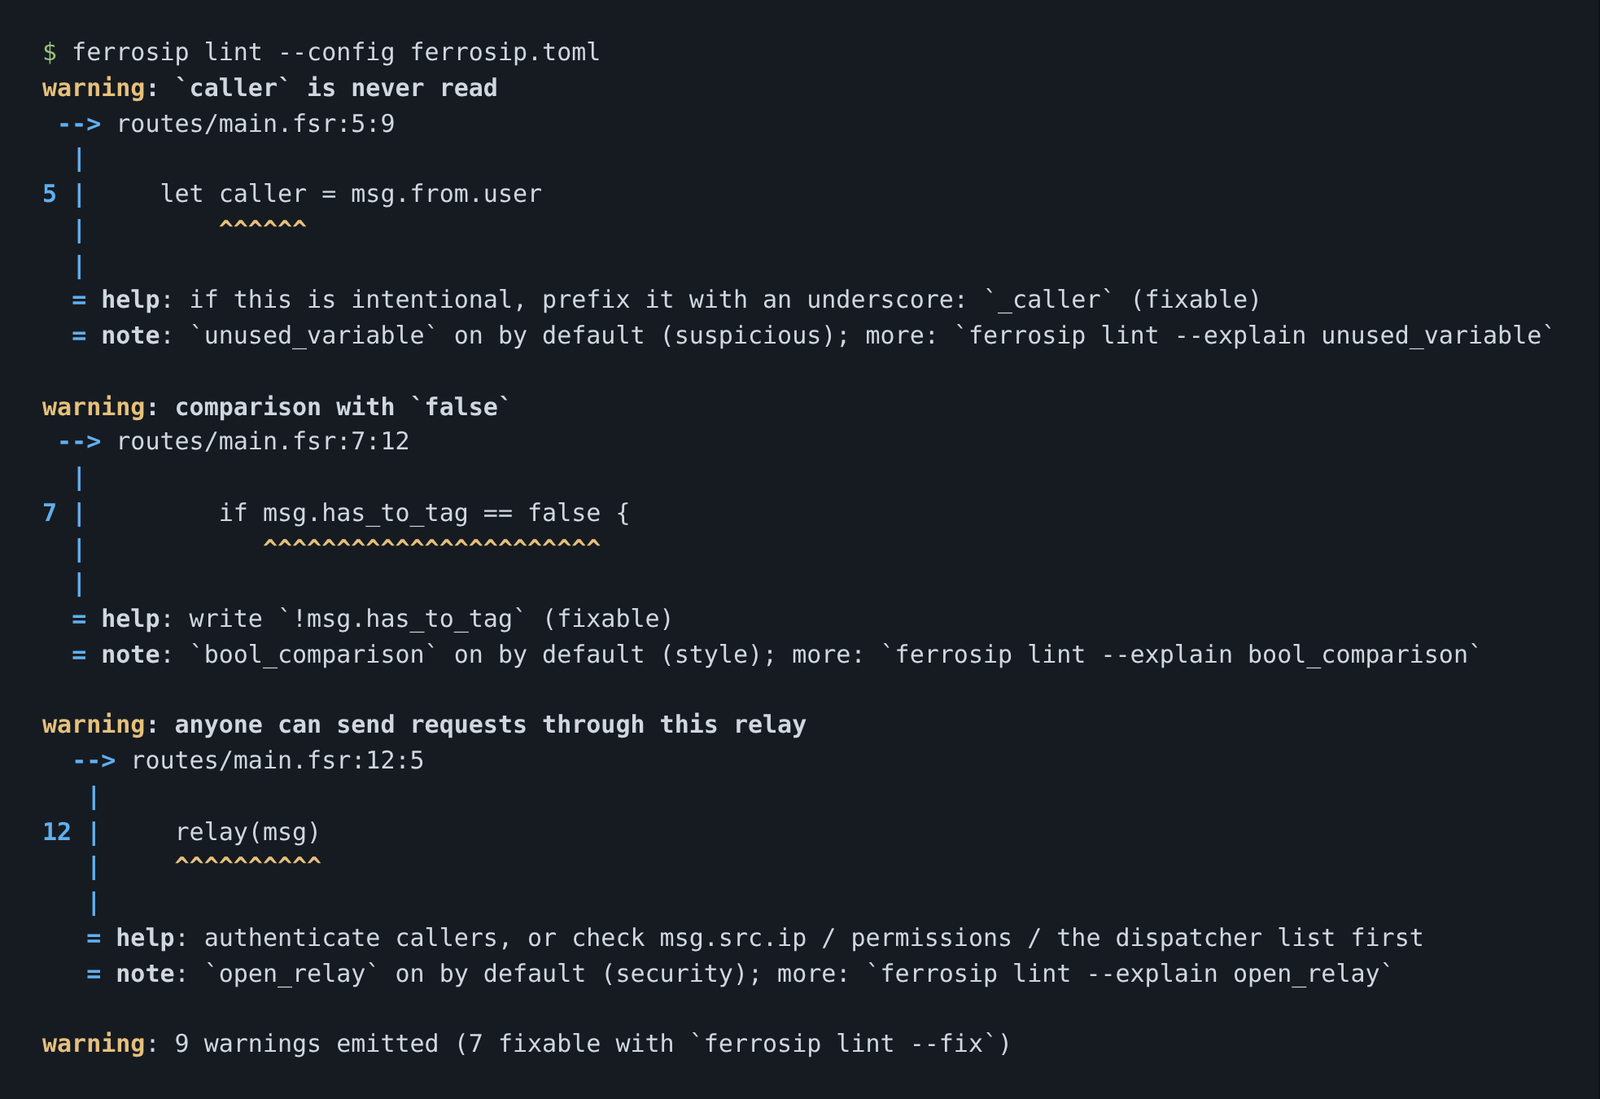 $ ferrosip lint --config ferrosip.toml
warning: `caller` is never read
 --> routes/main.fsr:5:9
  |
5 |     let caller = msg.from.user
  |         ^^^^^^
  |
  = help: if this is intentional, prefix it with an underscore: `_caller` (fixable)
  = note: `unused_variable` on by default (suspicious); more: `ferrosip lint --explain unused_variable`

warning: comparison with `false`
 --> routes/main.fsr:7:12
  |
7 |         if msg.has_to_tag == false {
  |            ^^^^^^^^^^^^^^^^^^^^^^^
  |
  = help: write `!msg.has_to_tag` (fixable)
  = note: `bool_comparison` on by default (style); more: `ferrosip lint --explain bool_comparison`

warning: anyone can send requests through this relay
  --> routes/main.fsr:12:5
   |
12 |     relay(msg)
   |     ^^^^^^^^^^
   |
   = help: authenticate callers, or check msg.src.ip / permissions / the dispatcher list first
   = note: `open_relay` on by default (security); more: `ferrosip lint --explain open_relay`

warning: 9 warnings emitted (7 fixable with `ferrosip lint --fix`)